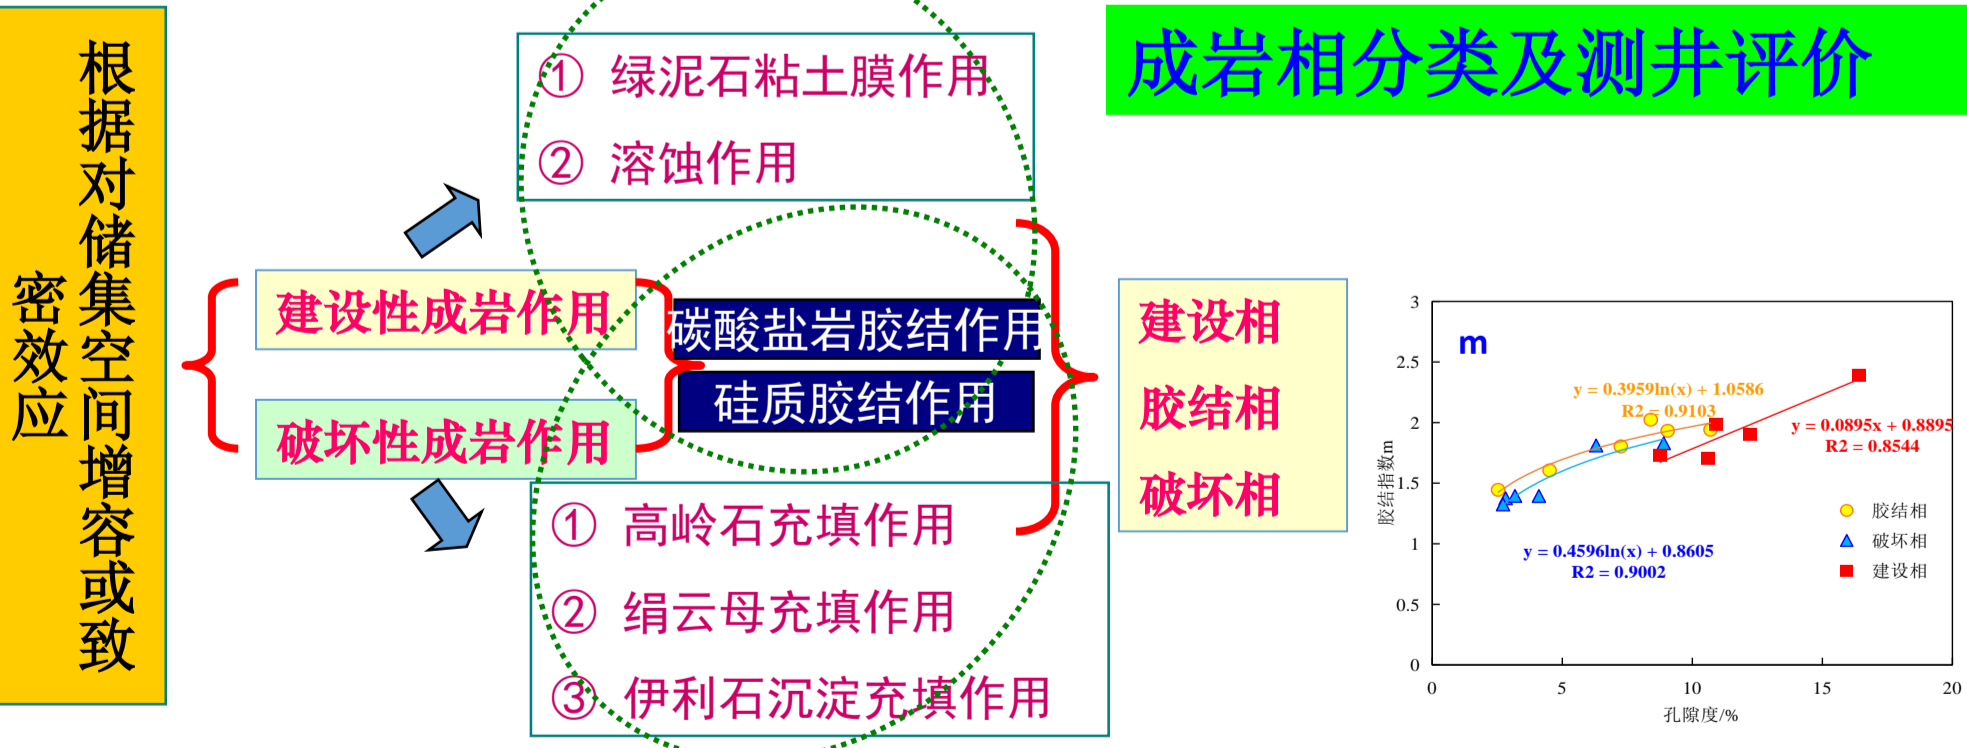 根据对储集空间增容或致
密效应
① 绿泥石粘土膜作用
② 溶蚀作用
建设性成岩作用
破坏性成岩作用
碳酸盐岩胶结作用
硅质胶结作用
① 高岭石充填作用
② 绢云母充填作用
③ 伊利石沉淀充填作用
成岩相分类及测井评价
建设相
胶结相
破坏相
m
y = 0.3959ln(x) + 1.0586
R2 = 0.9103
y = 0.0895x + 0.8895
R2 = 0.8544
y = 0.4596ln(x) + 0.8605
R2 = 0.9002
胶结相
破坏相
建设相
胶结指数m
3
2.5
2
1.5
1
0.5
0
0 5 10 15 20
孔隙度/%